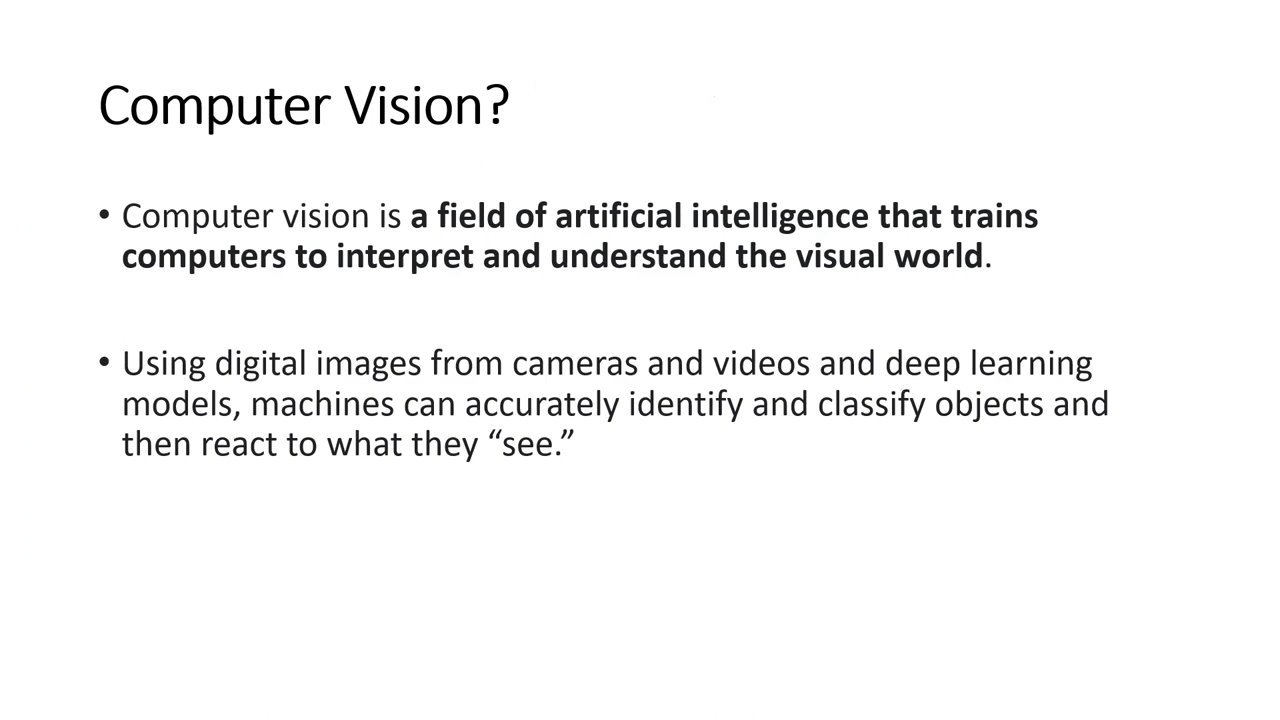 Computer Vision?
• Computer vision is a field of artificial intelligence that trains
computers to interpret and understand the visual world.
• Using digital images from cameras and videos and deep learning
models, machines can accurately identify and classify objects and
then react to what they “see.”